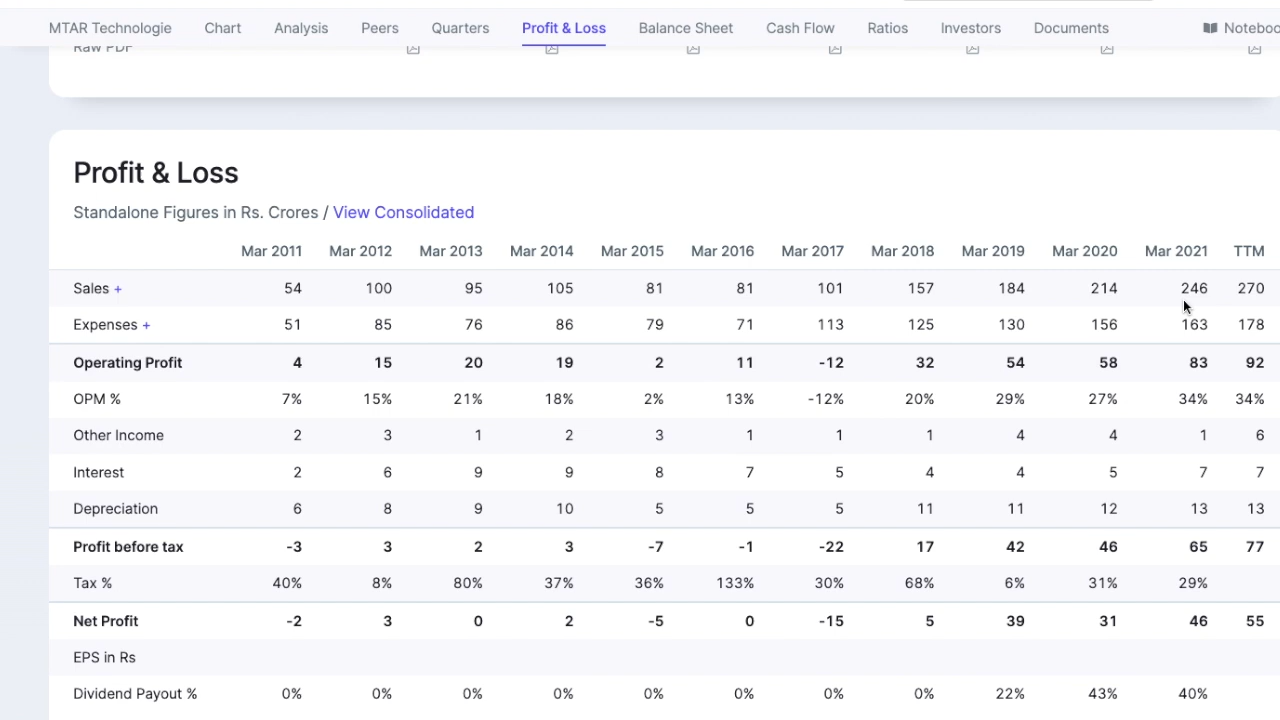 MTAR Technologie Chart Analysis Peers Quarters Profit & Loss Balance Sheet Cash Flow Ratios Investors Documents Noteboo
Raw PDF
Profit & Loss
Standalone Figures in Rs. Crores / View Consolidated
Mar 2011 Mar 2012 Mar 2013 Mar 2014 Mar 2015 Mar 2016 Mar 2017 Mar 2018 Mar 2019 Mar 2020 Mar 2021 TTM
Sales + 54 100 95 105 81 81 101 157 184 214 246 270
Expenses + 51 85 76 86 79 71 113 125 130 156 163 178
Operating Profit 4 15 20 19 2 11 -12 32 54 58 83 92
OPM % 7% 15% 21% 18% 2% 13% -12% 20% 29% 27% 34% 34%
Other Income 2 3 1 2 3 1 1 1 4 4 1 6
Interest 2 6 9 9 8 7 5 4 4 5 7 7
Depreciation 6 8 9 10 5 5 5 11 11 12 13 13
Profit before tax -3 3 2 3 -7 -1 -22 17 42 46 65 77
Tax % 40% 8% 80% 37% 36% 133% 30% 68% 6% 31% 29%
Net Profit -2 3 0 2 -5 0 -15 5 39 31 46 55
EPS in Rs
Dividend Payout % 0% 0% 0% 0% 0% 0% 0% 0% 22% 43% 40%